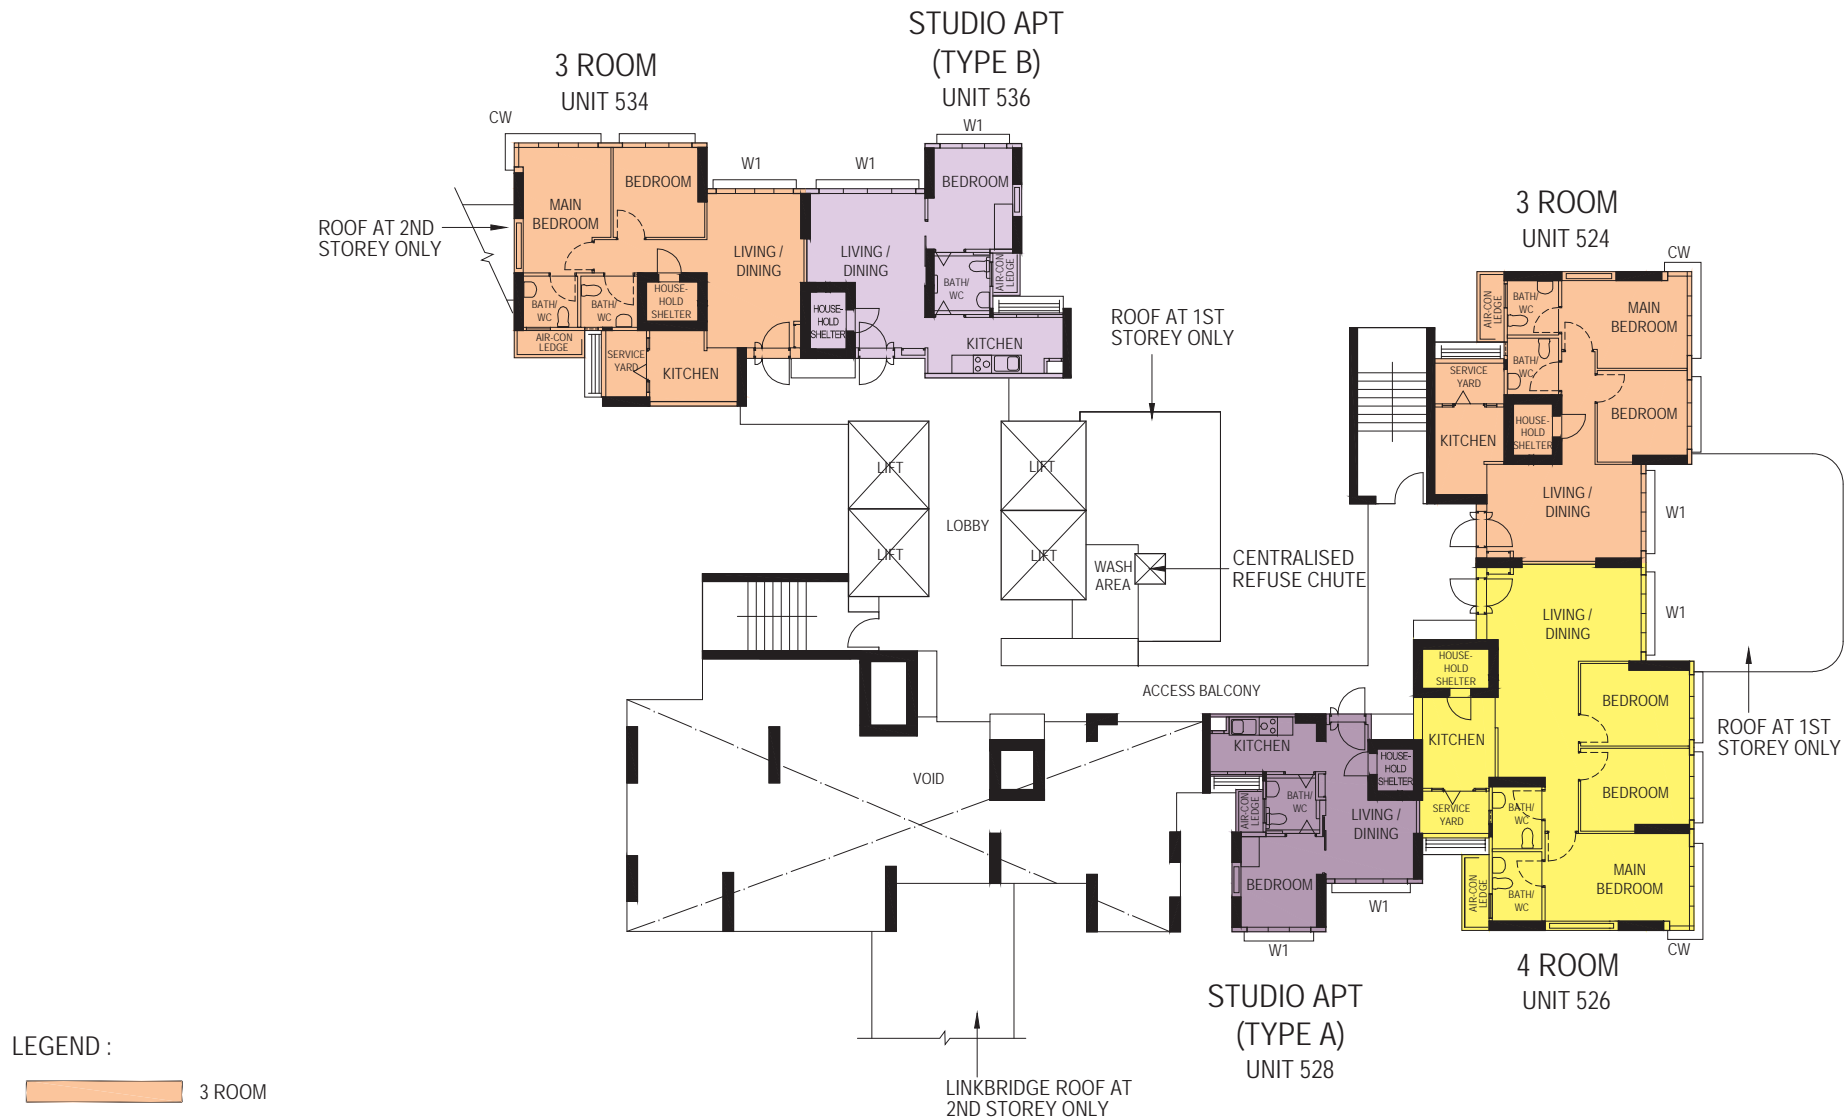 STUDIO APT
(TYPE B)
UNIT 536
3 ROOM
UNIT 534
CW
W1
W1
W1
BEDROOM
BEDROOM
MAIN
BEDROOM
ROOF AT 2ND
STOREY ONLY
LIVING /
DINING
LIVING /
DINING
BATH/
WC
BATH/
WC
HOUSE-
HOLD
SHELTER
HOUSE-
HOLD
SHELTER
BATH/
WC
AIR-CON
LEDGE
AIR-CON
LEDGE
SERVICE
YARD
KITCHEN
KITCHEN
ROOF AT 1ST
STOREY ONLY
3 ROOM
UNIT 524
CW
AIR-CON
LEDGE
BATH/
WC
MAIN
BEDROOM
BATH/
WC
SERVICE
YARD
BEDROOM
HOUSE-
HOLD
SHELTER
KITCHEN
LIVING /
DINING
W1
LIFT
LIFT
LIFT
LIFT
LOBBY
WASH
AREA
CENTRALISED
REFUSE CHUTE
LIVING /
DINING
W1
HOUSE-
HOLD
SHELTER
BEDROOM
ROOF AT 1ST
STOREY ONLY
ACCESS BALCONY
KITCHEN
KITCHEN
HOUSE-
HOLD
SHELTER
VOID
BEDROOM
AIR-CON
LEDGE
BATH/
WC
LIVING /
DINING
SERVICE
YARD
BATH/
WC
BEDROOM
MAIN
BEDROOM
AIR-CON
LEDGE
BATH/
WC
W1
W1
CW
4 ROOM
UNIT 526
STUDIO APT
(TYPE A)
UNIT 528
LINKBRIDGE ROOF AT
2ND STOREY ONLY
LEGEND :
3 ROOM